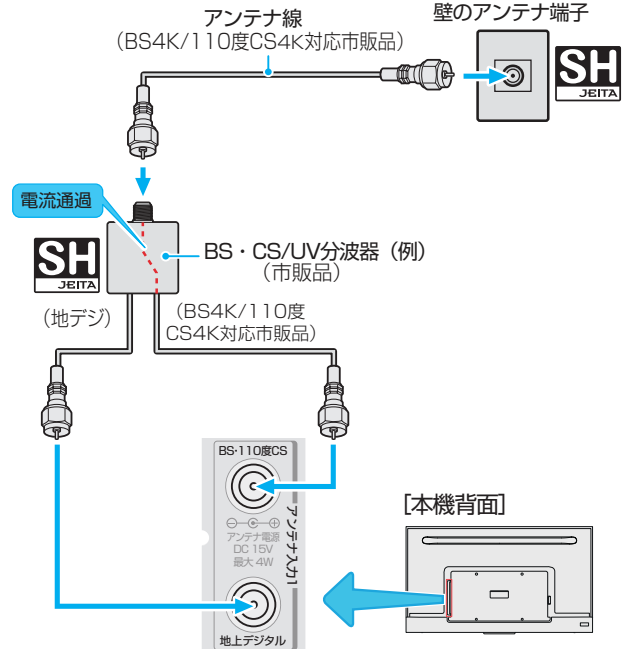 アンテナ線
（BS4K/110度CS4K対応市販品）
壁のアンテナ端子
SH
JEITA
電流通過
SH
JEITA
BS・CS/UV分波器（例）
（市販品）
（地デジ）
（BS4K/110度
CS4K対応市販品）
BS·110度CS
アンテナ電源
DC 15V
最大 4W
アンテナ入力1
地上デジタル
［本機背面］